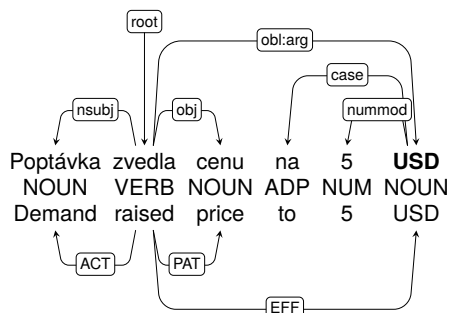 root
obl:arg
case
nsubj obj nummod
Poptávka zvedla cenu na 5 USD
NOUN VERB NOUN ADP NUM NOUN
Demand raised price to 5 USD
ACT PAT
EFF